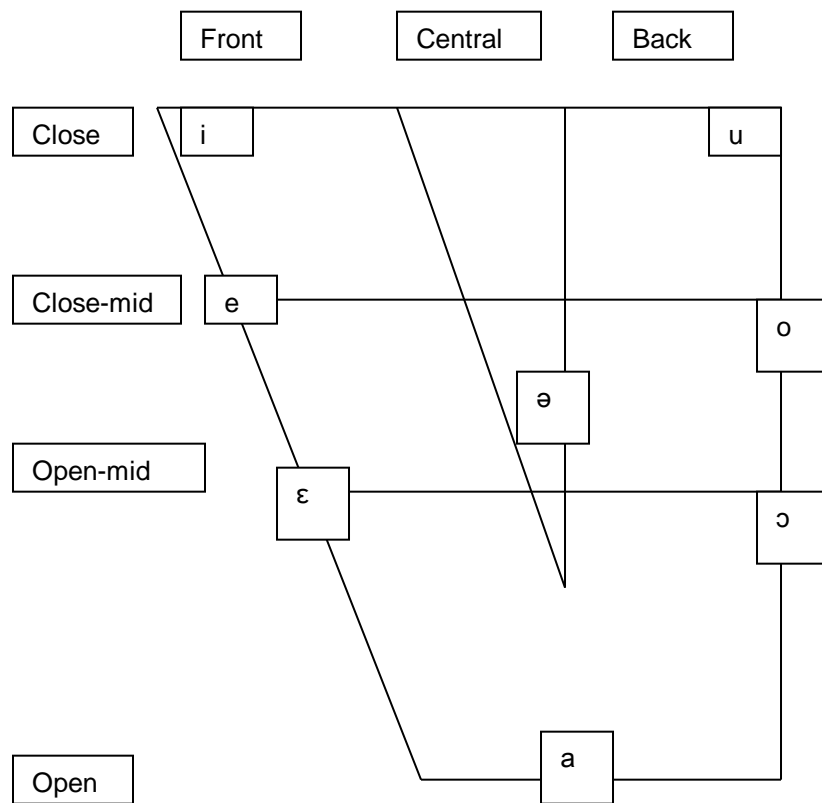 Front Central Back
Close i u
Close-mid e
o
ə
Open-mid
ɛ ɔ
a
Open